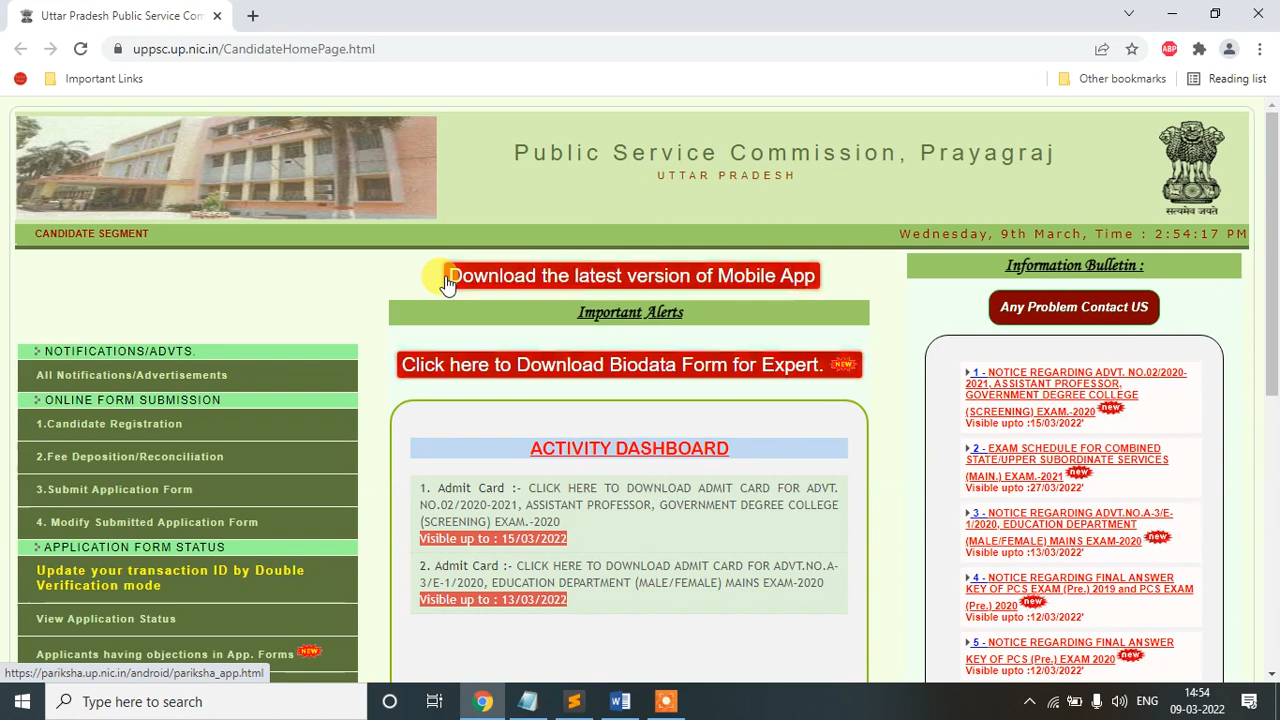 Uttar Pradesh Public Service Com
uppsc.up.nic.in/CandidateHomePage.html
ABP
Important Links
Other bookmarks
Reading list
Public Service Commission, Prayagraj
UTTAR PRADESH
सत्यमेव जयते
CANDIDATE SEGMENT
Wednesday, 9th March, Time : 2:54:17 PM
Download the latest version of Mobile App
Important Alerts
Click here to Download Biodata Form for Expert. NEW
NOTIFICATIONS/ADVTS.
All Notifications/Advertisements
ONLINE FORM SUBMISSION
1.Candidate Registration
2.Fee Deposition/Reconciliation
3.Submit Application Form
4. Modify Submitted Application Form
APPLICATION FORM STATUS
Update your transaction ID by Double
Verification mode
View Application Status
Applicants having objections in App. Forms NEW
ACTIVITY DASHBOARD
1. Admit Card :- CLICK HERE TO DOWNLOAD ADMIT CARD FOR ADVT.
NO.02/2020-2021, ASSISTANT PROFESSOR, GOVERNMENT DEGREE COLLEGE
(SCREENING) EXAM.-2020
Visible up to : 15/03/2022
2. Admit Card :- CLICK HERE TO DOWNLOAD ADMIT CARD FOR ADVT.NO.A-
3/E-1/2020, EDUCATION DEPARTMENT (MALE/FEMALE) MAINS EXAM-2020
Visible up to : 13/03/2022
Information Bulletin :
Any Problem Contact US
1 - NOTICE REGARDING ADVT. NO.02/2020-
2021, ASSISTANT PROFESSOR,
GOVERNMENT DEGREE COLLEGE
(SCREENING) EXAM.-2020 new
Visible upto :15/03/2022'
2 - EXAM SCHEDULE FOR COMBINED
STATE/UPPER SUBORDINATE SERVICES
(MAIN.) EXAM.-2021 new
Visible upto :27/03/2022'
3 - NOTICE REGARDING ADVT.NO.A-3/E-
1/2020, EDUCATION DEPARTMENT
(MALE/FEMALE) MAINS EXAM-2020 new
Visible upto :13/03/2022'
4 - NOTICE REGARDING FINAL ANSWER
KEY OF PCS EXAM (Pre.) 2019 and PCS EXAM
(Pre.) 2020 new
Visible upto :12/03/2022'
5 - NOTICE REGARDING FINAL ANSWER
KEY OF PCS (Pre.) EXAM 2020 new
Visible upto :12/03/2022'
https://pariksha.up.nic.in/android/pariksha_app.html
Type here to search
ENG
14:54
09-03-2022